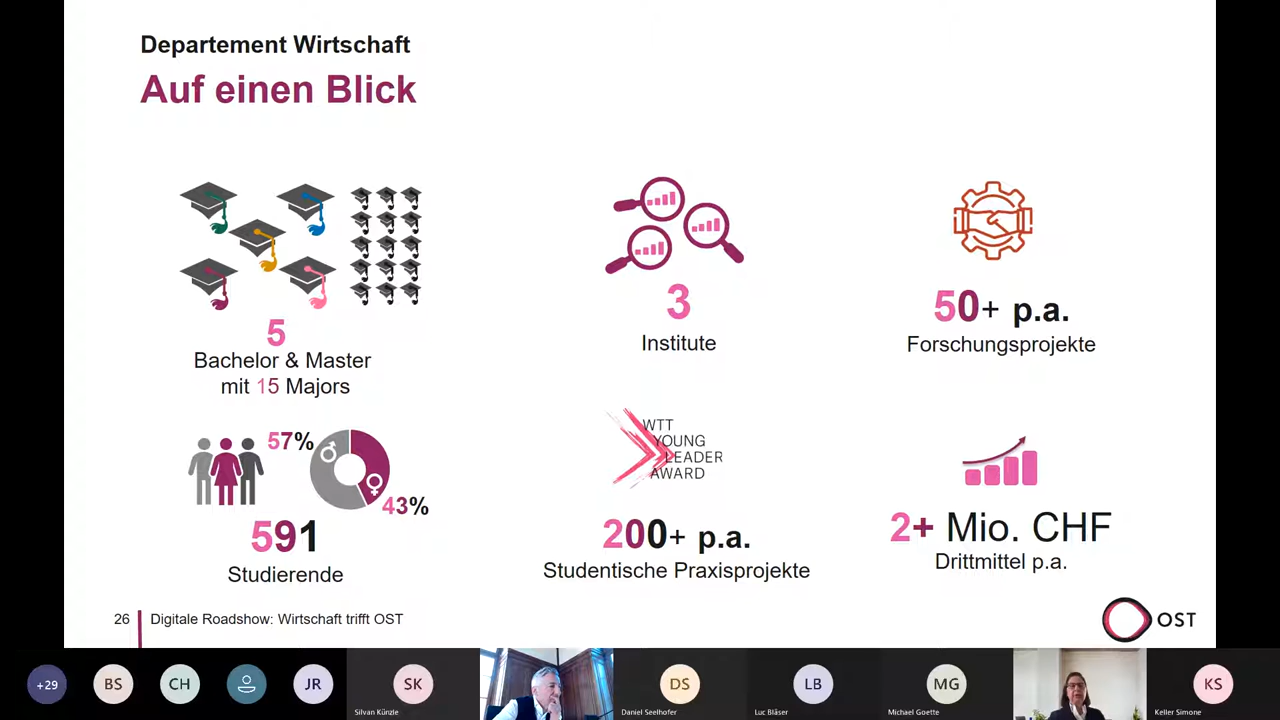 Departement Wirtschaft
Auf einen Blick
5
Bachelor & Master
mit 15 Majors
3
Institute
50+ p.a.
Forschungsprojekte
57%
43%
591
Studierende
WTT
YOUNG
LEADER
AWARD
200+ p.a.
Studentische Praxisprojekte
2+ Mio. CHF
Drittmittel p.a.
26 Digitale Roadshow: Wirtschaft trifft OST
OST
+29 BS CH JR SK DS LB MG KS
Silvan Künzle Daniel Seelhofer Luc Bläser Michael Goette Keller Simone